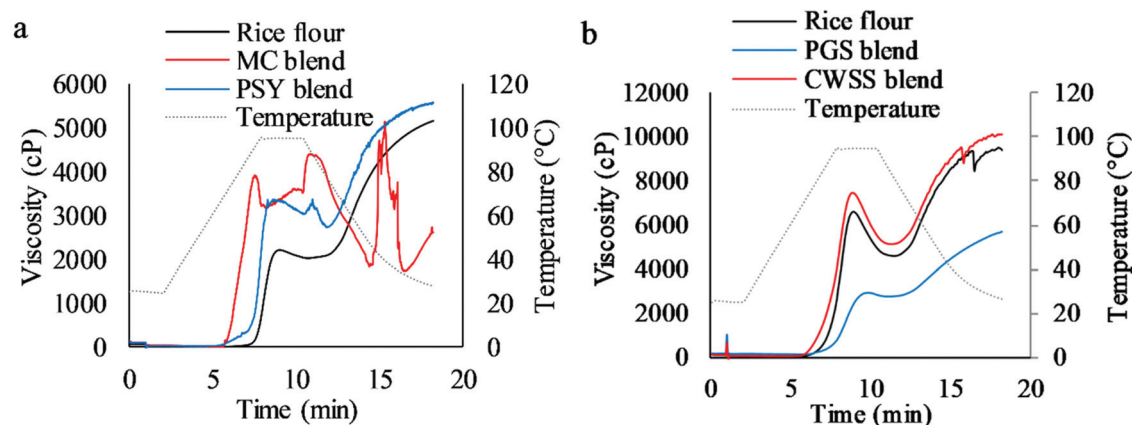 a
Rice flour
MC blend
PSY blend
Temperature
6000
5000
4000
3000
2000
1000
0
Viscosity (cP)
120
100
80
60
40
20
0
Temperature (°C)
0
5
10
15
20
Time (min)
b
Rice flour
PGS blend
CWSS blend
Temperature
12000
10000
8000
6000
4000
2000
0
Viscosity (cP)
120
100
80
60
40
20
0
Temperature (°C)
0
5
10
15
20
Time (min)